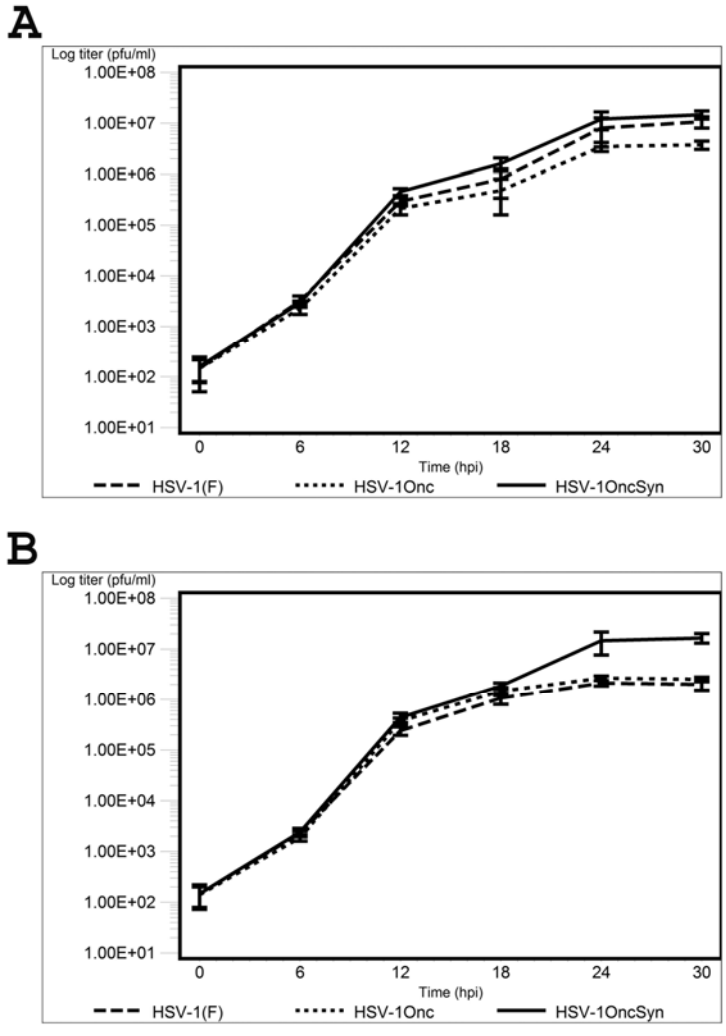 A
Log titer (pfu/ml)
1.00E+08
1.00E+07
1.00E+06
1.00E+05
1.00E+04
1.00E+03
1.00E+02
1.00E+01
0 6 12 18 24 30
Time (hpi)
HSV-1(F) HSV-1Onc HSV-1OncSyn
B
Log titer (pfu/ml)
1.00E+08
1.00E+07
1.00E+06
1.00E+05
1.00E+04
1.00E+03
1.00E+02
1.00E+01
0 6 12 18 24 30
Time (hpi)
HSV-1(F) HSV-1Onc HSV-1OncSyn